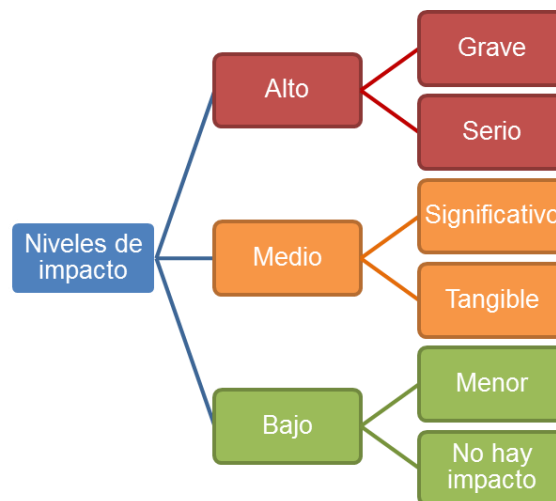 Niveles de
impacto
Alto
Grave
Serio
Medio
Significativo
Tangible
Bajo
Menor
No hay
impacto